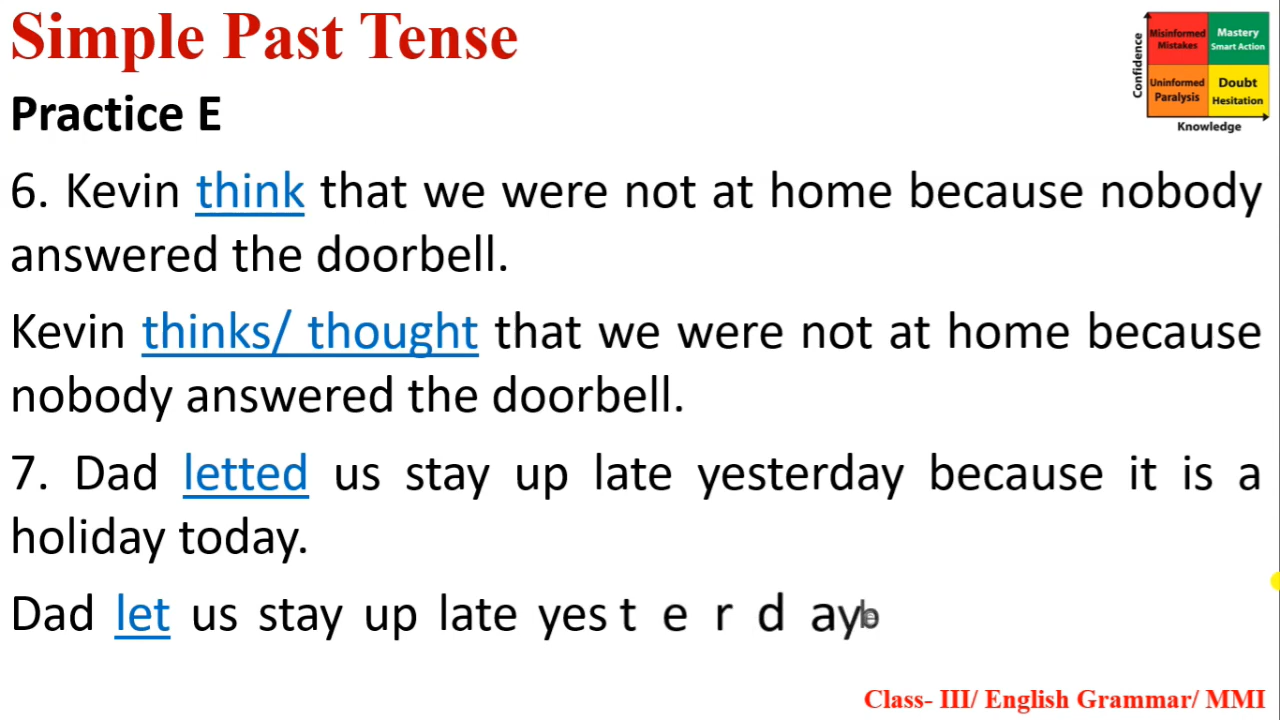 Simple Past Tense
Misinformed
Mistakes
Mastery
Smart Action
Uninformed
Paralysis
Doubt
Hesitation
Confidence
Knowledge
Practice E
6. Kevin think that we were not at home because nobody
answered the doorbell.
Kevin thinks/ thought that we were not at home because
nobody answered the doorbell.
7. Dad letted us stay up late yesterday because it is a
holiday today.
Dad let us stay up late yes t e r d ay
Class- III/ English Grammar/ MMI